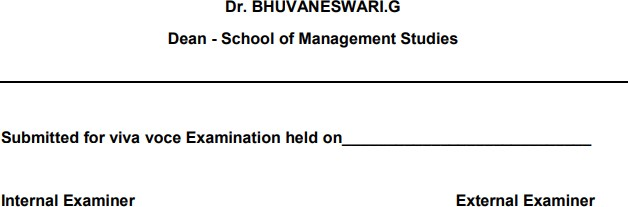 Dr. BHUVANESWARI.G
Dean - School of Management Studies
Submitted for viva voce Examination held on____________________________
Internal Examiner External Examiner